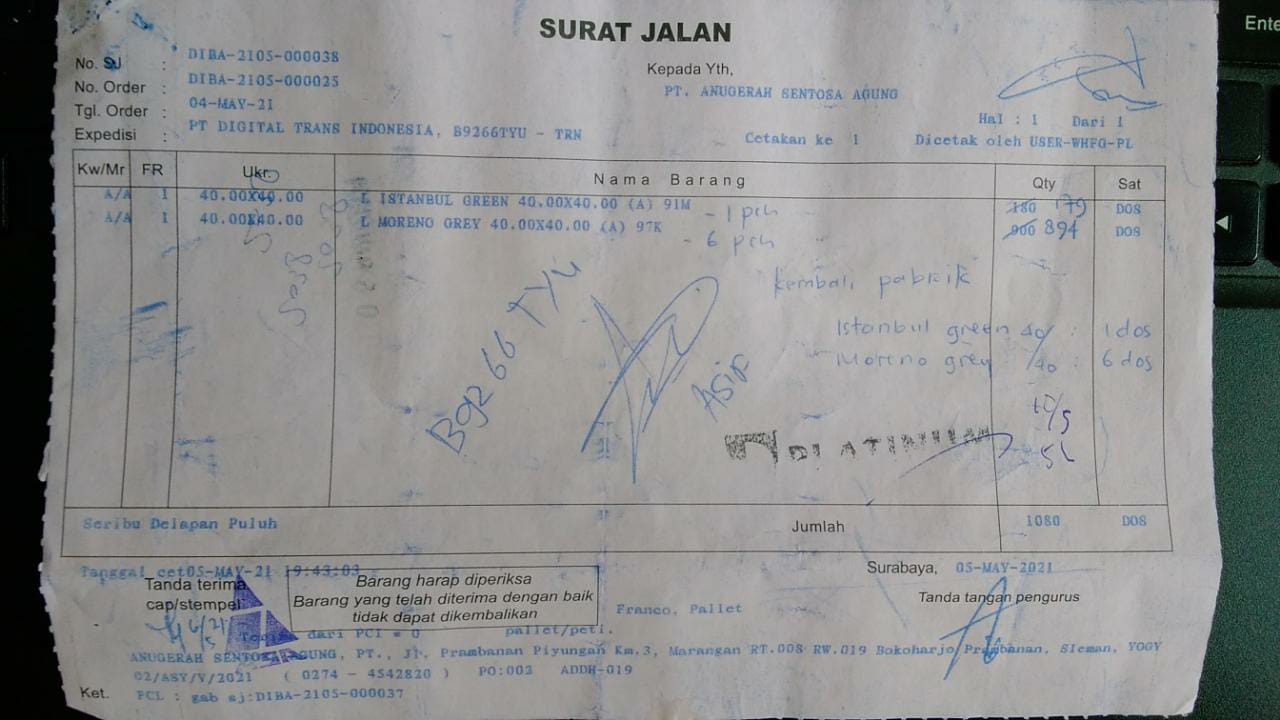 SURAT JALAN
No. SJ : DIBA-2105-000038
No. Order : DIBA-2105-000025
Tgl. Order : 04-MAY-21
Expedisi : PT DIGITAL TRANS INDONESIA, B9266TYU - TRN
Kepada Yth,
PT. ANUGERAH SENTOSA AGUNG
Hal : 1 Dari 1
Cetakan ke 1 Dicetak oleh USER-WHFG-PL
Kw/Mr FR Ukr. Nama Barang Qty Sat
A/A 1 40.00X40.00 L ISTANBUL GREEN 40.00X40.00 (A) 91M 180 179 DOS
- 1 pch
A/A 1 40.00X40.00 L MORENO GREY 40.00X40.00 (A) 97K 900 894 DOS
- 6 pch
kembali pabrik
Istanbul green 40/ : 1 dos
Moreno grey /40 : 6 dos
B9266 TYU
Asip
PLATINUM
Seribu Delapan Puluh Jumlah 1080 DOS
Tanggal cet05-MAY-21 19:43:03
Surabaya, 05-MAY-2021
Tanda terima
cap/stempel
Barang harap diperiksa
Barang yang telah diterima dengan baik
tidak dapat dikembalikan
Tanda tangan pengurus
Franco, Pallet
dari PCI = 0 pallet/peti.
ANUGERAH SENTOSA AGUNG, PT., Jl. Prambanan Piyungan Km.3, Marangan RT.008 RW.019 Bokoharjo Prambanan, Sleman, YOGY
02/ASY/V/2021 ( 0274 - 4542820 ) PO:002 ADDH-019
Ket. PCL : gab sj:DIBA-2105-000037
Ente